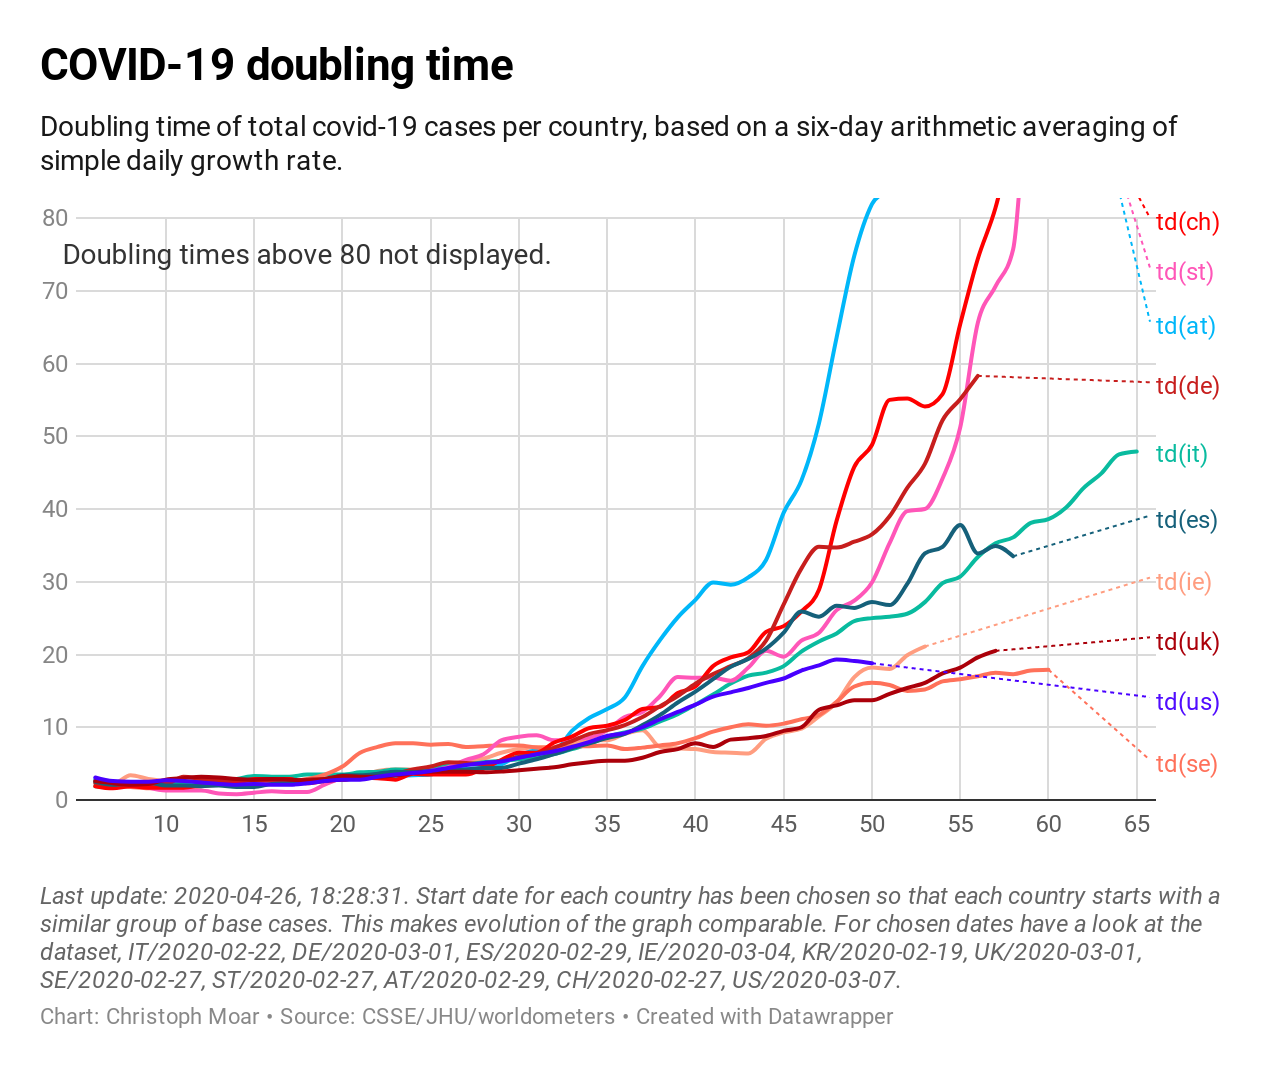 COVID-19 doubling time
Doubling time of total covid-19 cases per country, based on a six-day arithmetic averaging of
simple daily growth rate.
80
Doubling times above 80 not displayed.
70
60
50
40
30
20
10
0
td(ch)
td(st)
td(at)
td(de)
td(it)
td(es)
td(ie)
td(uk)
td(us)
td(se)
10 15 20 25 30 35 40 45 50 55 60 65
Last update: 2020-04-26, 18:28:31. Start date for each country has been chosen so that each country starts with a
similar group of base cases. This makes evolution of the graph comparable. For chosen dates have a look at the
dataset, IT/2020-02-22, DE/2020-03-01, ES/2020-02-29, IE/2020-03-04, KR/2020-02-19, UK/2020-03-01,
SE/2020-02-27, ST/2020-02-27, AT/2020-02-29, CH/2020-02-27, US/2020-03-07.
Chart: Christoph Moar • Source: CSSE/JHU/worldometers • Created with Datawrapper